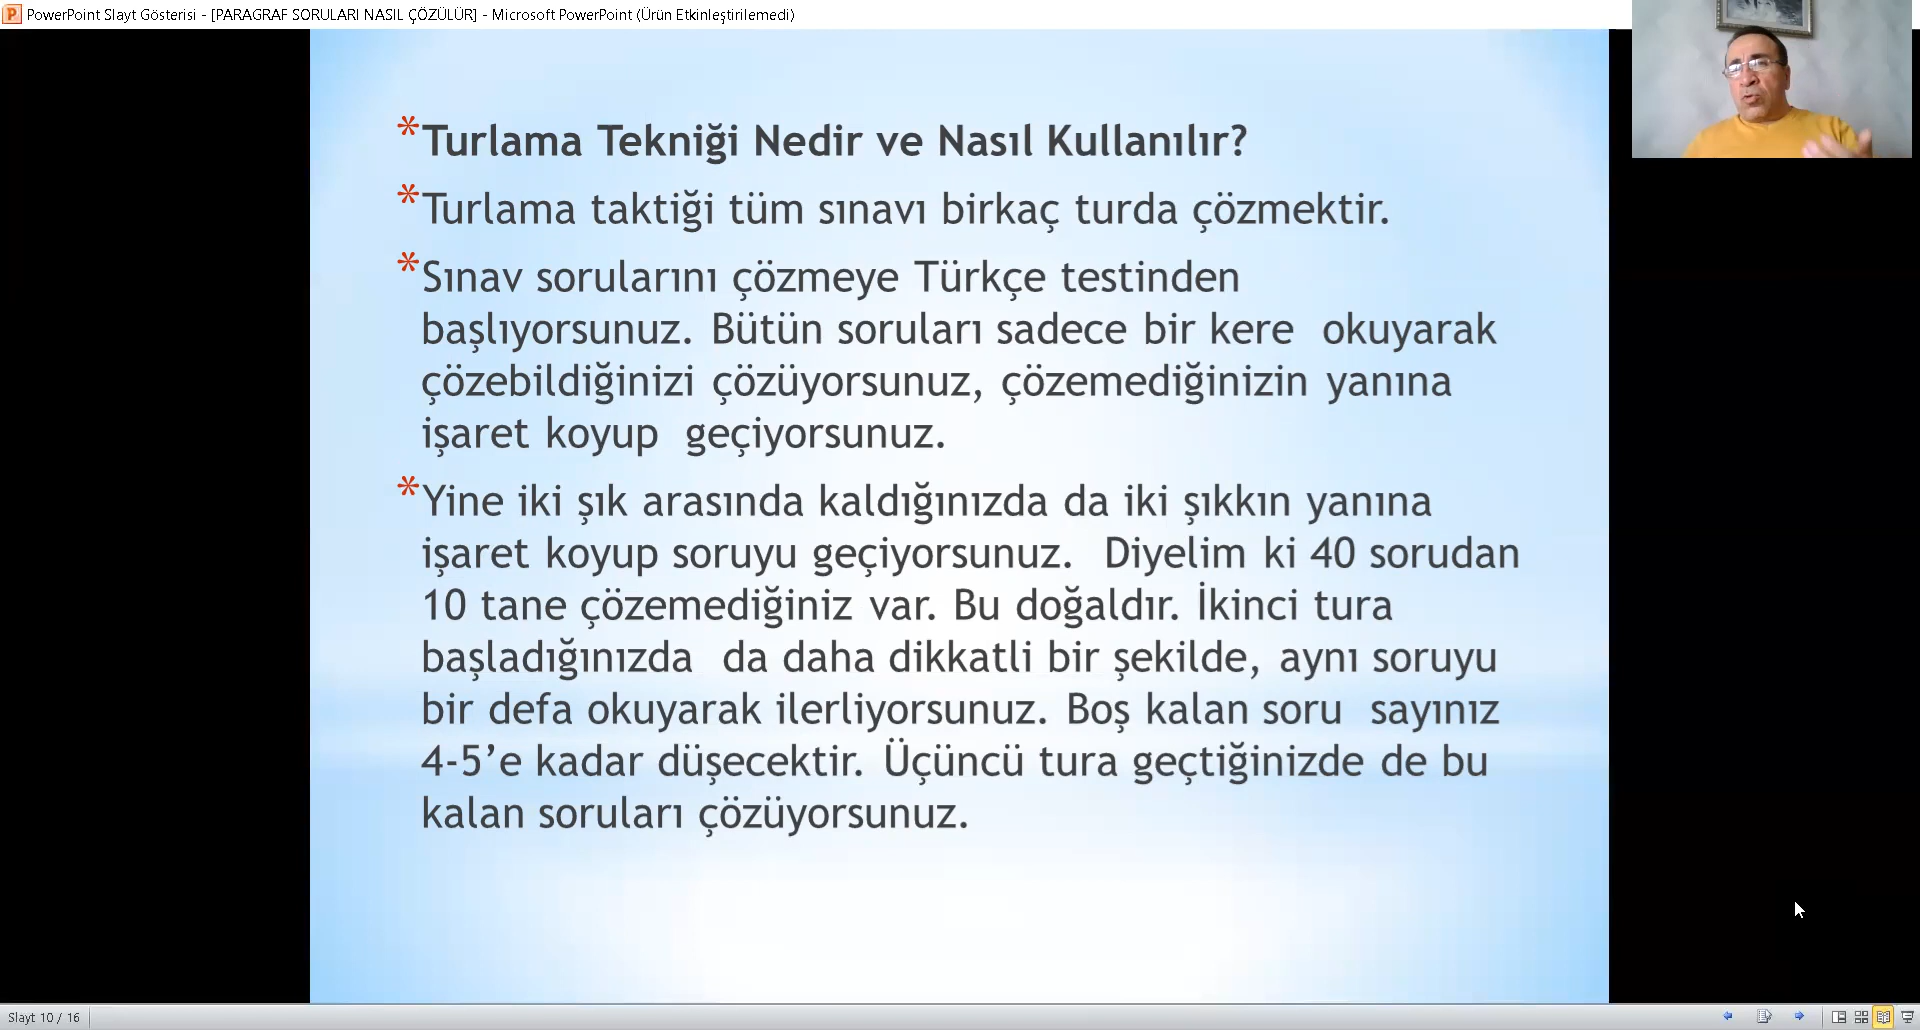 PowerPoint Slayt Gösterisi - [PARAGRAF SORULARI NASIL ÇÖZÜLÜR] - Microsoft PowerPoint (Ürün Etkinleştirilemedi)
*Turlama Tekniği Nedir ve Nasıl Kullanılır?
*Turlama taktiği tüm sınavı birkaç turda çözmektir.
*Sınav sorularını çözmeye Türkçe testinden
başlıyorsunuz. Bütün soruları sadece bir kere okuyarak
çözebildiğinizi çözüyorsunuz, çözemediğinizin yanına
işaret koyup geçiyorsunuz.
*Yine iki şık arasında kaldığınızda da iki şıkkın yanına
işaret koyup soruyu geçiyorsunuz. Diyelim ki 40 sorudan
10 tane çözemediğiniz var. Bu doğaldır. İkinci tura
başladığınızda da daha dikkatli bir şekilde, aynı soruyu
bir defa okuyarak ilerliyorsunuz. Boş kalan soru sayınız
4-5’e kadar düşecektir. Üçüncü tura geçtiğinizde de bu
kalan soruları çözüyorsunuz.
Slayt 10 / 16